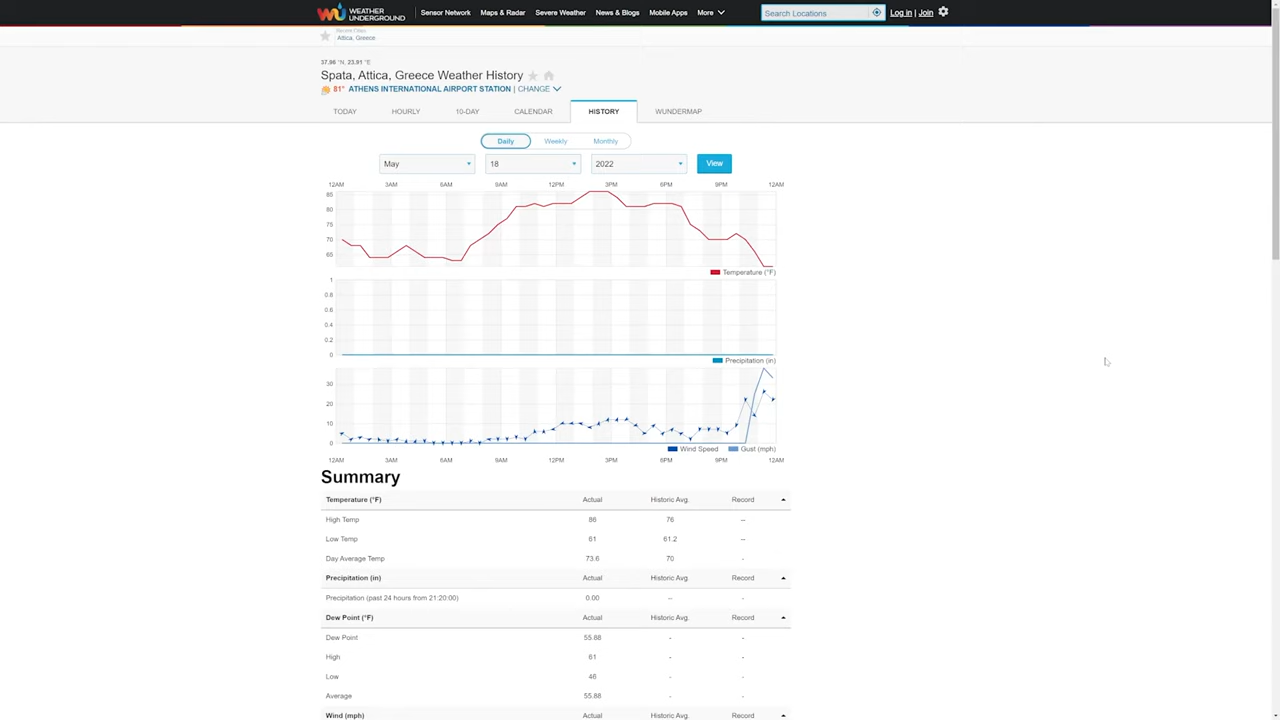 WEATHER UNDERGROUND Sensor Network Maps & Radar Severe Weather News & Blogs Mobile Apps More Search Locations Log in | Join
Recent Cities
Attica, Greece
37.96 °N, 23.91 °E
Spata, Attica, Greece Weather History
81° ATHENS INTERNATIONAL AIRPORT STATION | CHANGE
TODAY HOURLY 10-DAY CALENDAR HISTORY WUNDERMAP
Daily Weekly Monthly
May 18 2022 View
12AM 3AM 6AM 9AM 12PM 3PM 6PM 9PM 12AM
85
80
75
70
65
Temperature (°F)
1
0.8
0.6
0.4
0.2
0
Precipitation (in)
30
20
10
0
Wind Speed Gust (mph)
12AM 3AM 6AM 9AM 12PM 3PM 6PM 9PM 12AM
Summary
Temperature (°F) Actual Historic Avg. Record
High Temp 86 76 --
Low Temp 61 61.2 --
Day Average Temp 73.6 70 -
Precipitation (in) Actual Historic Avg. Record
Precipitation (past 24 hours from 21:20:00) 0.00 -- -
Dew Point (°F) Actual Historic Avg. Record
Dew Point 55.88 - -
High 61 - -
Low 46 - -
Average 55.88 - -
Wind (mph) Actual Historic Avg. Record